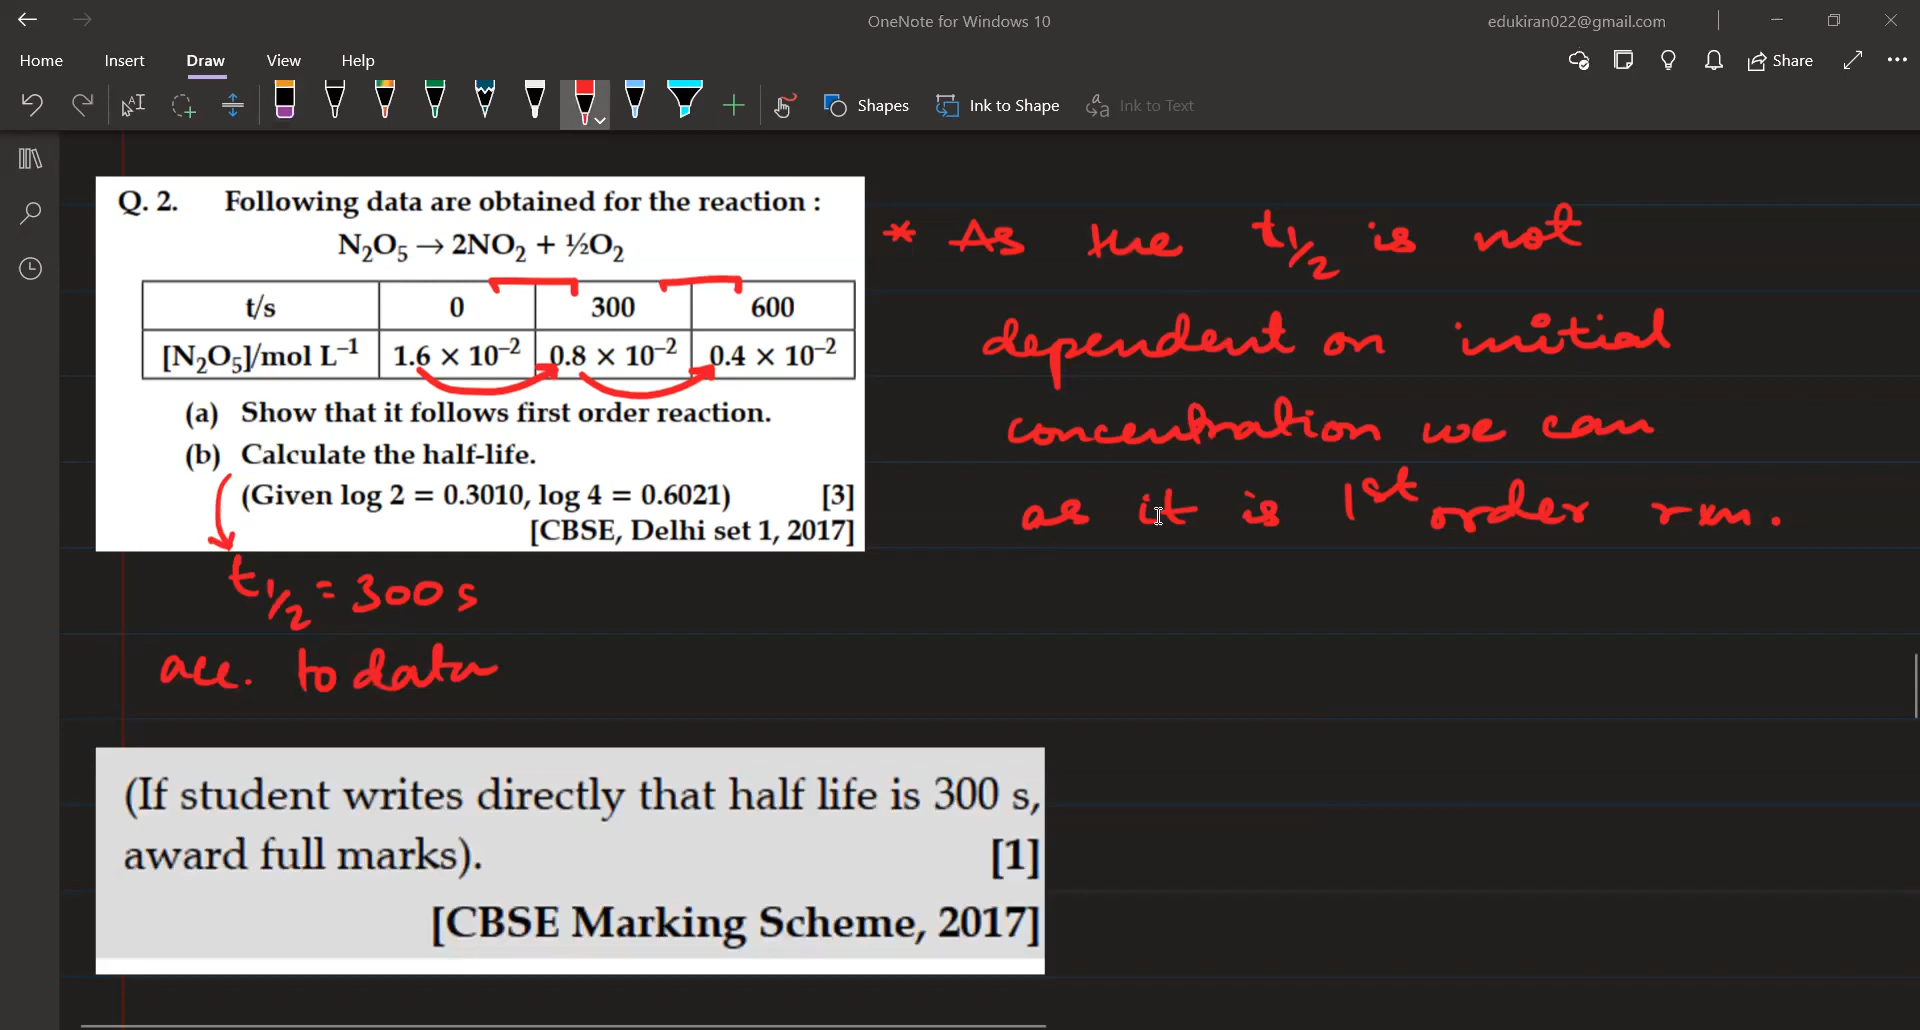 OneNote for Windows 10
edukiran022@gmail.com
Home Insert Draw View Help
Share
Shapes Ink to Shape Ink to Text
Q. 2. Following data are obtained for the reaction :
N₂O₅ → 2NO₂ + ½O₂
t/s 0 300 600
[N₂O₅]/mol L⁻¹ 1.6 × 10⁻² 0.8 × 10⁻² 0.4 × 10⁻²
(a) Show that it follows first order reaction.
(b) Calculate the half-life.
(Given log 2 = 0.3010, log 4 = 0.6021) [3]
[CBSE, Delhi set 1, 2017]
t½ = 300 s
acc. to data
* As the t½ is not
dependent on initial
concentration we can
as it is 1st order rxn.
(If student writes directly that half life is 300 s,
award full marks). [1]
[CBSE Marking Scheme, 2017]